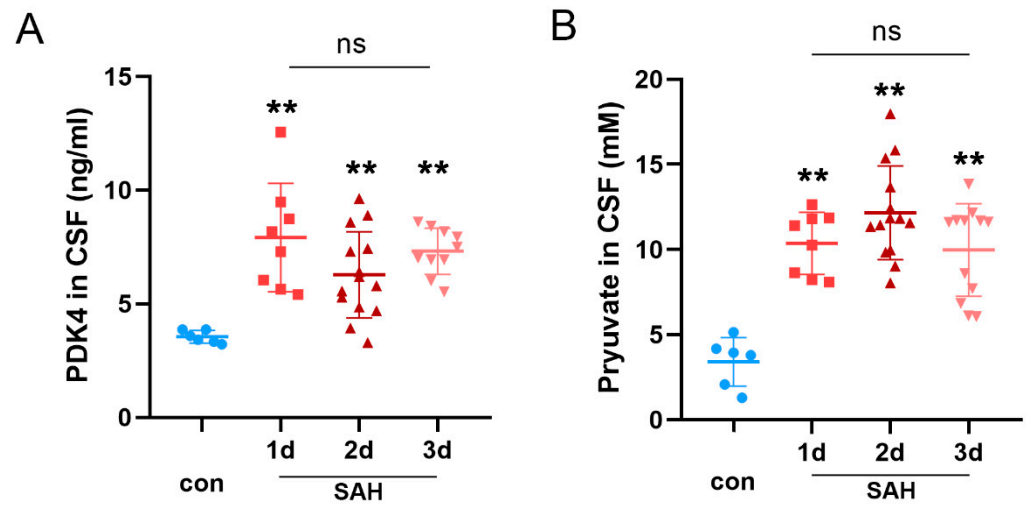 A
ns
PDK4 in CSF (ng/ml)
15
10
5
0
**
**
**
con
1d
2d
3d
SAH
B
ns
Pryuvate in CSF (mM)
20
15
10
5
0
**
**
**
con
1d
2d
3d
SAH